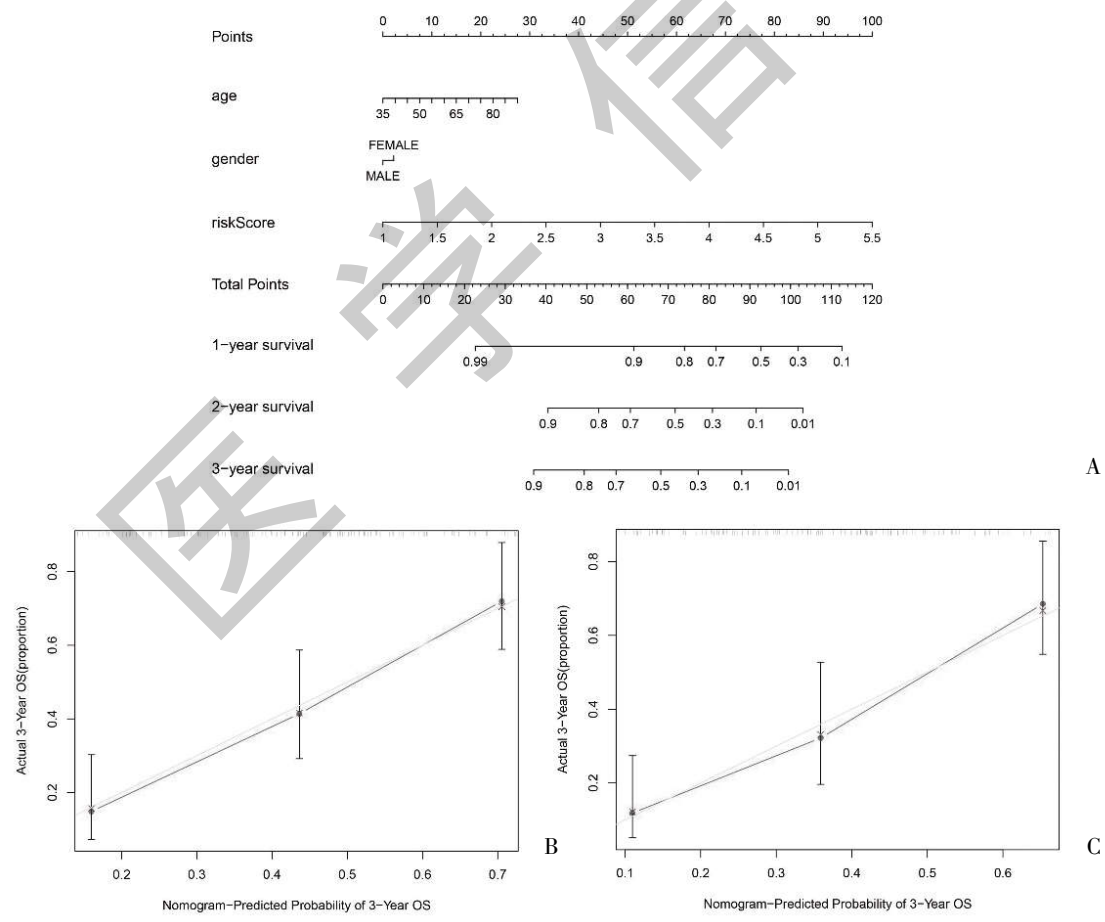 0 10 20 30 40 50 60 70 80 90 100
Points
age
35 50 65 80
FEMALE
gender
MALE
riskScore
1 1.5 2 2.5 3 3.5 4 4.5 5 5.5
Total Points
0 10 20 30 40 50 60 70 80 90 100 110 120
1-year survival
0.99 0.9 0.8 0.7 0.5 0.3 0.1
2-year survival
0.9 0.8 0.7 0.5 0.3 0.1 0.01
3-year survival
0.9 0.8 0.7 0.5 0.3 0.1 0.01
A
Actual 3-Year OS(proportion)
0.8
0.6
0.4
0.2
0.2 0.3 0.4 0.5 0.6 0.7
Nomogram-Predicted Probability of 3-Year OS
B
Actual 3-Year OS(proportion)
0.8
0.6
0.4
0.2
0.1 0.2 0.3 0.4 0.5 0.6
Nomogram-Predicted Probability of 3-Year OS
C
医学信